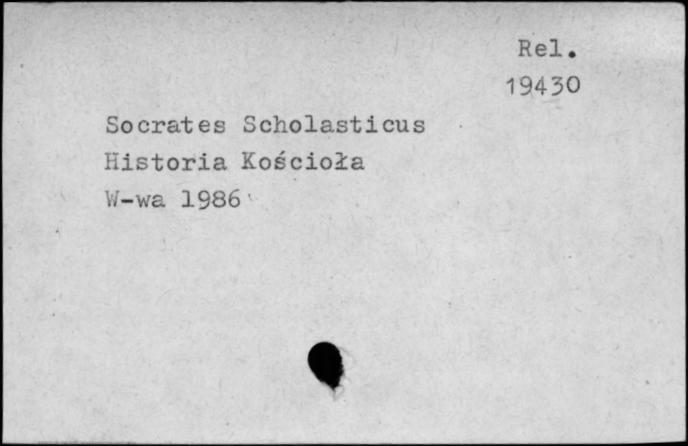 Rel.
19430
Socrates Scholasticus
Historia Kościoła
W-wa 1986